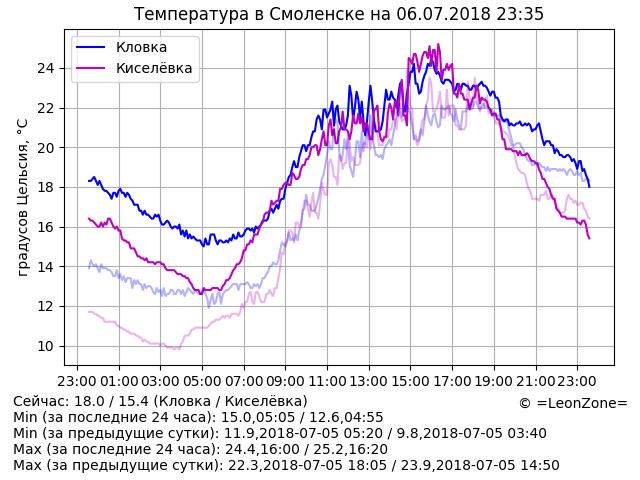 Температура в Смоленске на 06.07.2018 23:35
Кловка
Киселёвка
градусов Цельсия, °C
24
22
20
18
16
14
12
10
23:00 01:00 03:00 05:00 07:00 09:00 11:00 13:00 15:00 17:00 19:00 21:00 23:00
Сейчас: 18.0 / 15.4 (Кловка / Киселёвка)
© =LeonZone=
Min (за последние 24 часа): 15.0,05:05 / 12.6,04:55
Min (за предыдущие сутки): 11.9,2018-07-05 05:20 / 9.8,2018-07-05 03:40
Max (за последние 24 часа): 24.4,16:00 / 25.2,16:20
Max (за предыдущие сутки): 22.3,2018-07-05 18:05 / 23.9,2018-07-05 14:50